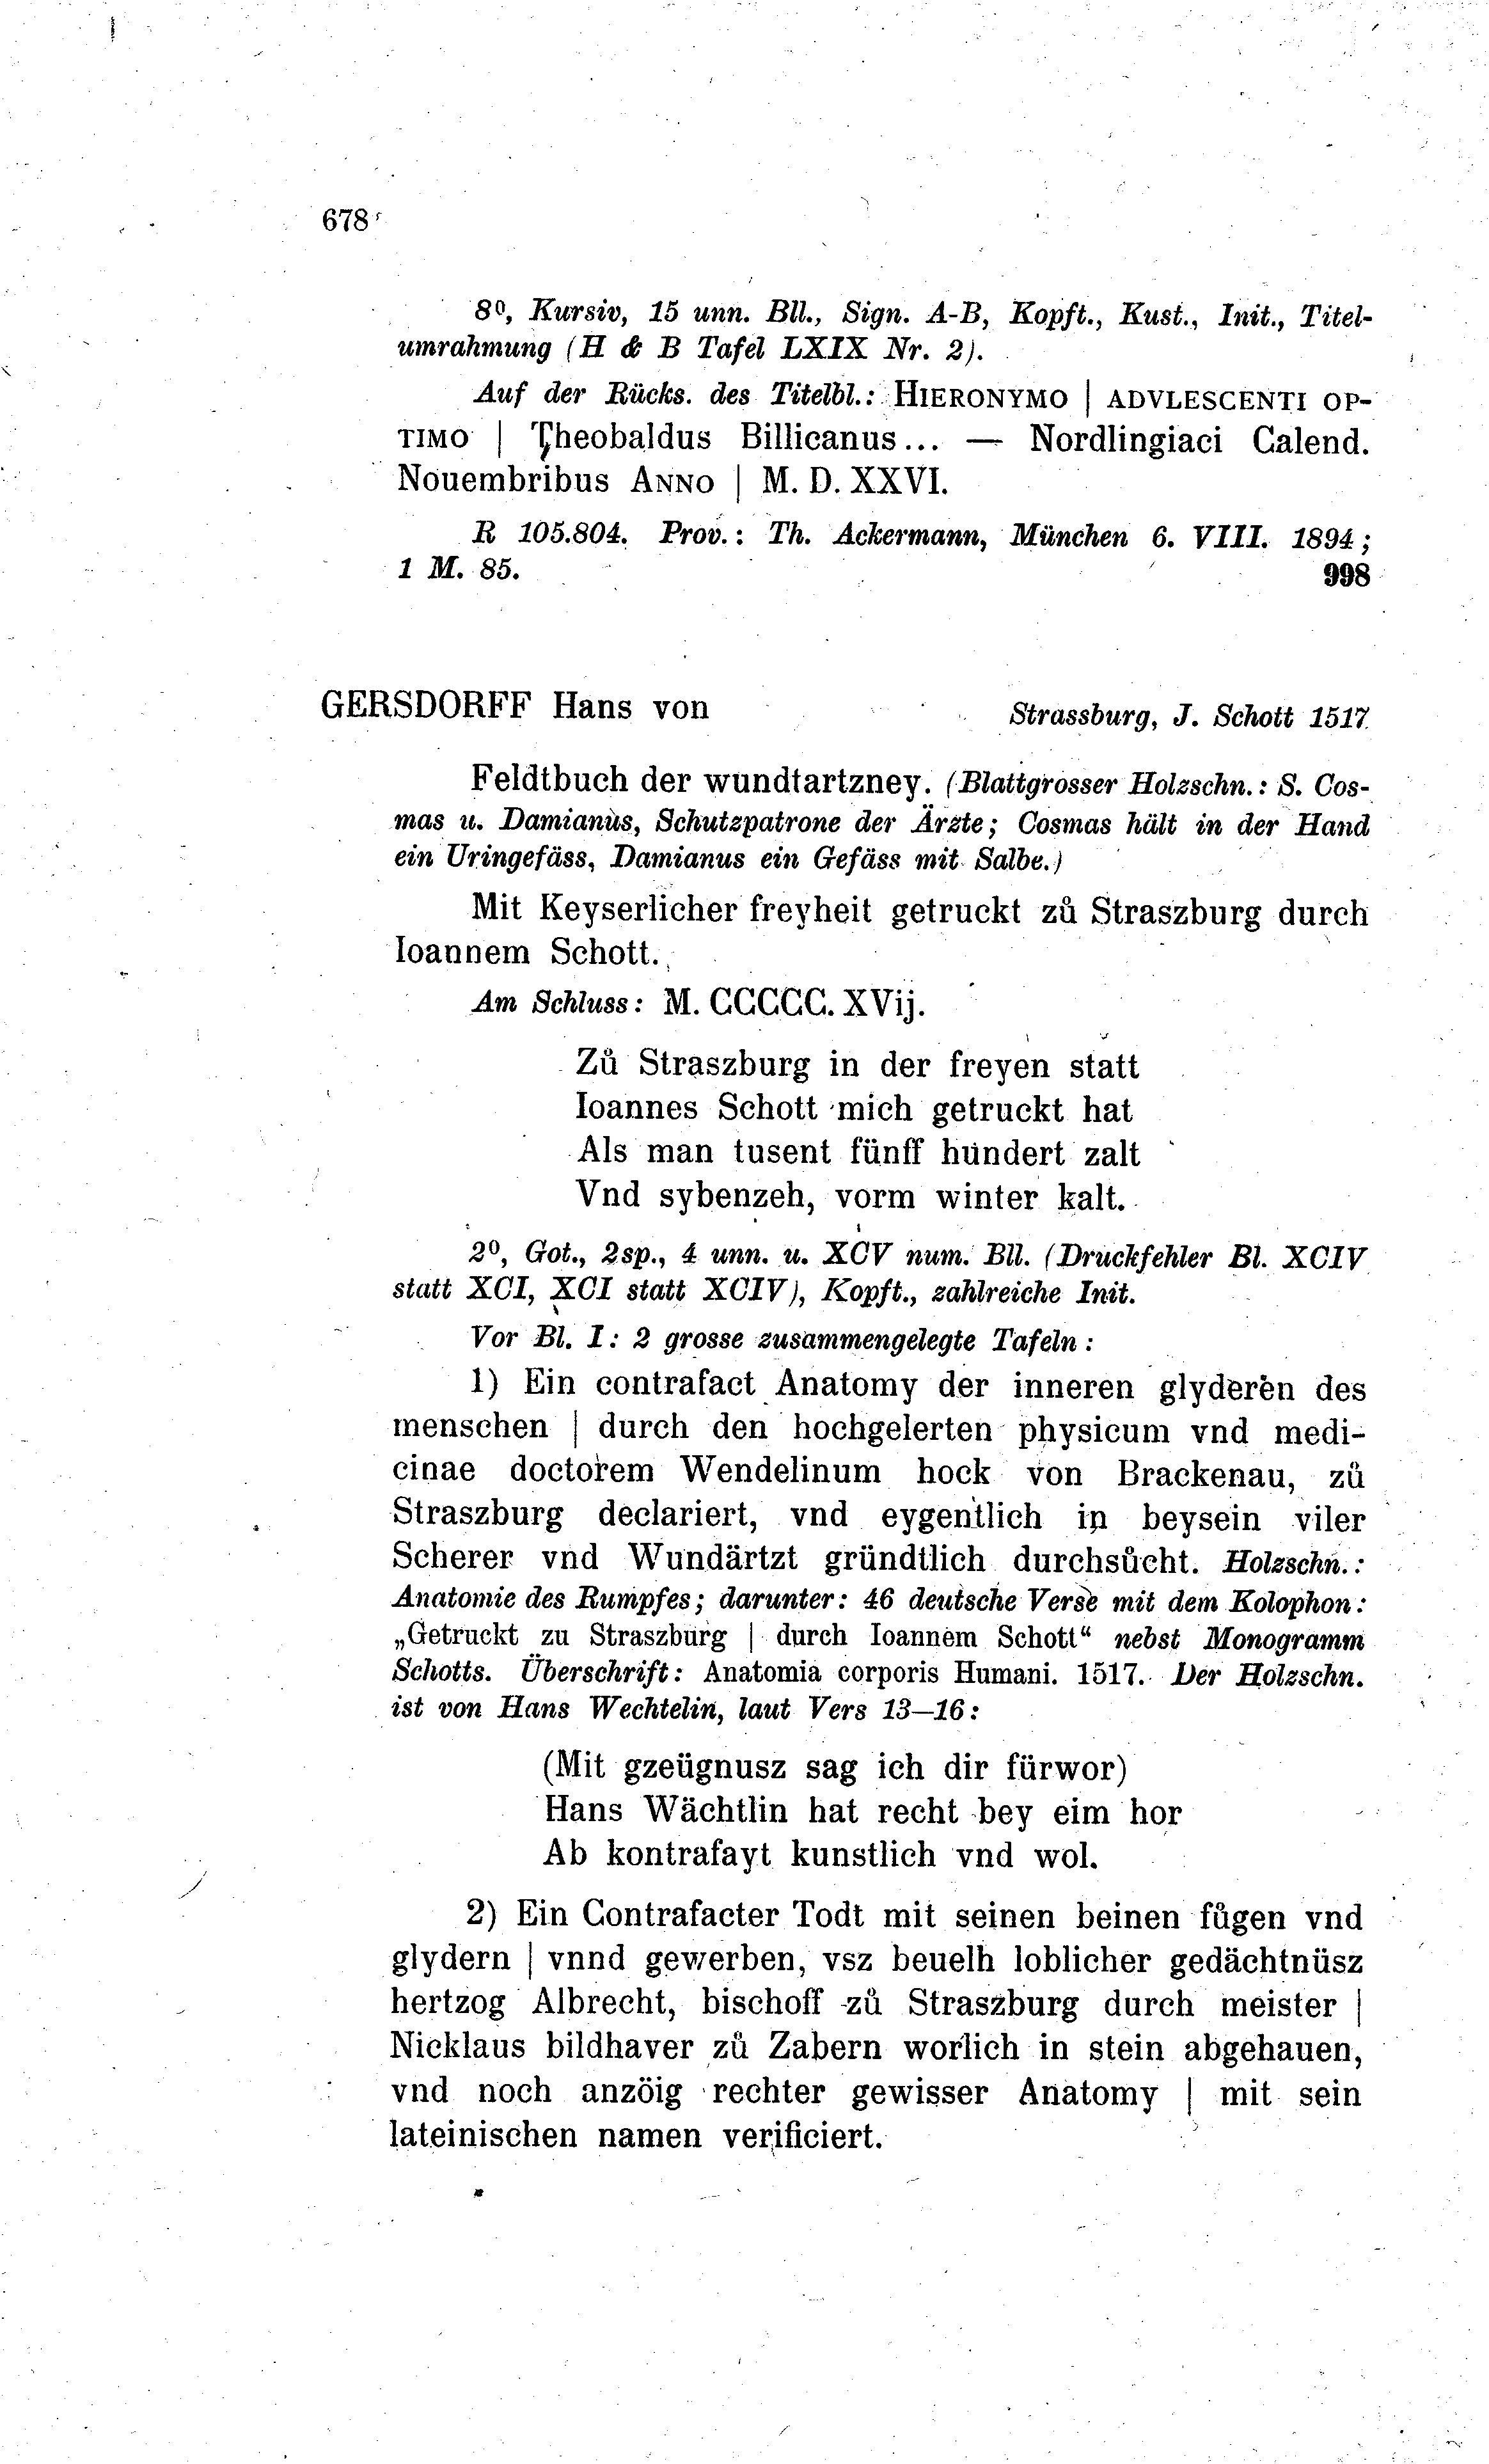 678
8⁰, Kursiv, 15 unn. Bll., Sign. A-B, Kopft., Kust., Init., Titel-
umrahmung (H & B Tafel LXIX Nr. 2).
Auf der Rücks. des Titelbl.: HIERONYMO | ADVLESCENTI OP-
TIMO | Theobaldus Billicanus... — Nordlingiaci Calend.
Nouembribus ANNO | M. D. XXVI.
R 105.804. Prov.: Th. Ackermann, München 6. VIII. 1894;
1 M. 85.
998
GERSDORFF Hans von
Strassburg, J. Schott 1517.
Feldtbuch der wundtartzney. (Blattgrosser Holzschn.: S. Cos-
mas u. Damianus, Schutzpatrone der Ärzte; Cosmas hält in der Hand
ein Uringefäss, Damianus ein Gefäss mit Salbe.)
Mit Keyserlicher freyheit getruckt zů Straszburg durch
Ioannem Schott.
Am Schluss: M. CCCCC. XVij.
Zů Straszburg in der freyen statt
Ioannes Schott mich getruckt hat
Als man tusent fünff hundert zalt
Vnd sybenzeh, vorm winter kalt.
2⁰, Got., 2sp., 4 unn. u. XCV num. Bll. (Druckfehler Bl. XCIV
statt XCI, XCI statt XCIV), Kopft., zahlreiche Init.
Vor Bl. I: 2 grosse zusammengelegte Tafeln:
1) Ein contrafact Anatomy der inneren glyderen des
menschen | durch den hochgelerten physicum vnd medi-
cinae doctorem Wendelinum hock von Brackenau, zů
Straszburg declariert, vnd eygentlich in beysein viler
Scherer vnd Wundärtzt gründtlich durchsůcht. Holzschn.:
Anatomie des Rumpfes; darunter: 46 deutsche Verse mit dem Kolophon:
„Getruckt zu Straszburg | durch Ioannem Schott“ nebst Monogramm
Schotts. Überschrift: Anatomia corporis Humani. 1517. Der Holzschn.
ist von Hans Wechtelin, laut Vers 13—16:
(Mit gzeügnusz sag ich dir fürwor)
Hans Wächtlin hat recht bey eim hor
Ab kontrafayt kunstlich vnd wol.
2) Ein Contrafacter Todt mit seinen beinen fůgen vnd
glydern | vnnd gewerben, vsz beuelh loblicher gedächtnüsz
hertzog Albrecht, bischoff zů Straszburg durch meister |
Nicklaus bildhaver zů Zabern worlich in stein abgehauen,
vnd noch anzöig rechter gewisser Anatomy | mit sein
lateinischen namen verificiert.